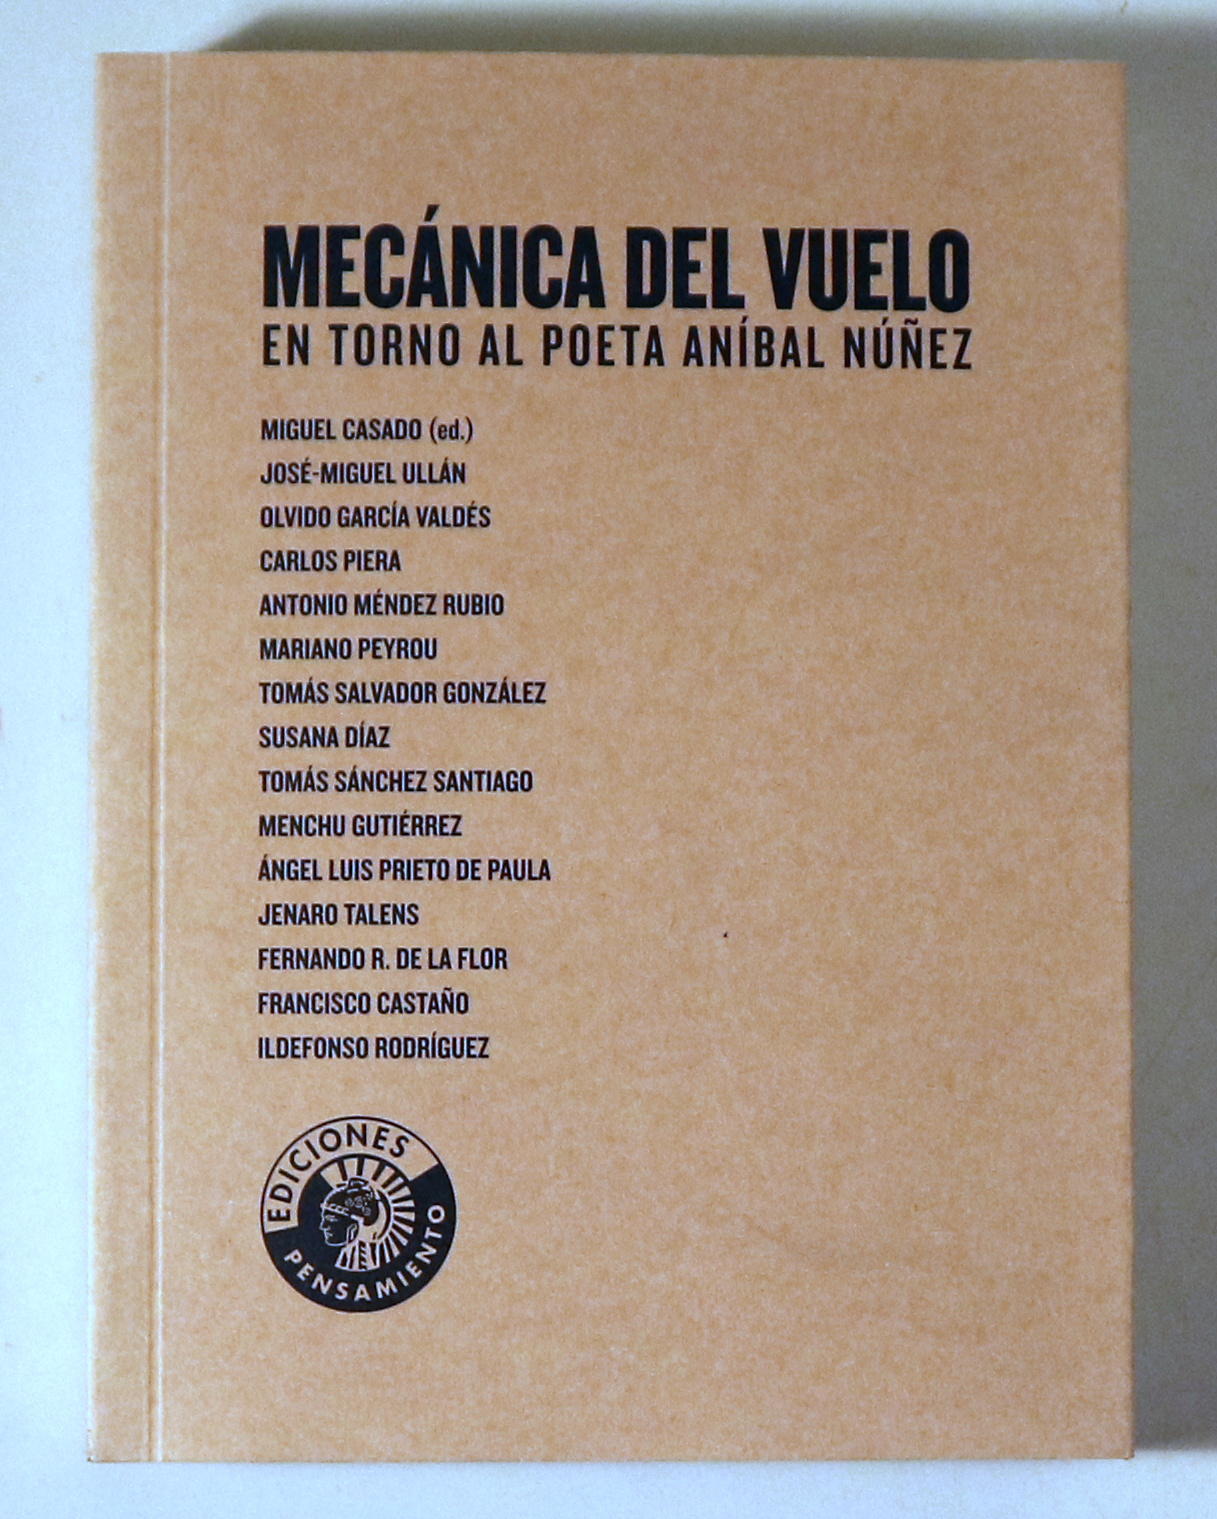 MECÁNICA DEL VUELO
EN TORNO AL POETA ANÍBAL NÚÑEZ
MIGUEL CASADO (ed.)
JOSÉ-MIGUEL ULLÁN
OLVIDO GARCÍA VALDÉS
CARLOS PIERA
ANTONIO MÉNDEZ RUBIO
MARIANO PEYROU
TOMÁS SALVADOR GONZÁLEZ
SUSANA DÍAZ
TOMÁS SÁNCHEZ SANTIAGO
MENCHU GUTIÉRREZ
ÁNGEL LUIS PRIETO DE PAULA
JENARO TALENS
FERNANDO R. DE LA FLOR
FRANCISCO CASTAÑO
ILDEFONSO RODRÍGUEZ
EDICIONES
PENSAMIENTO